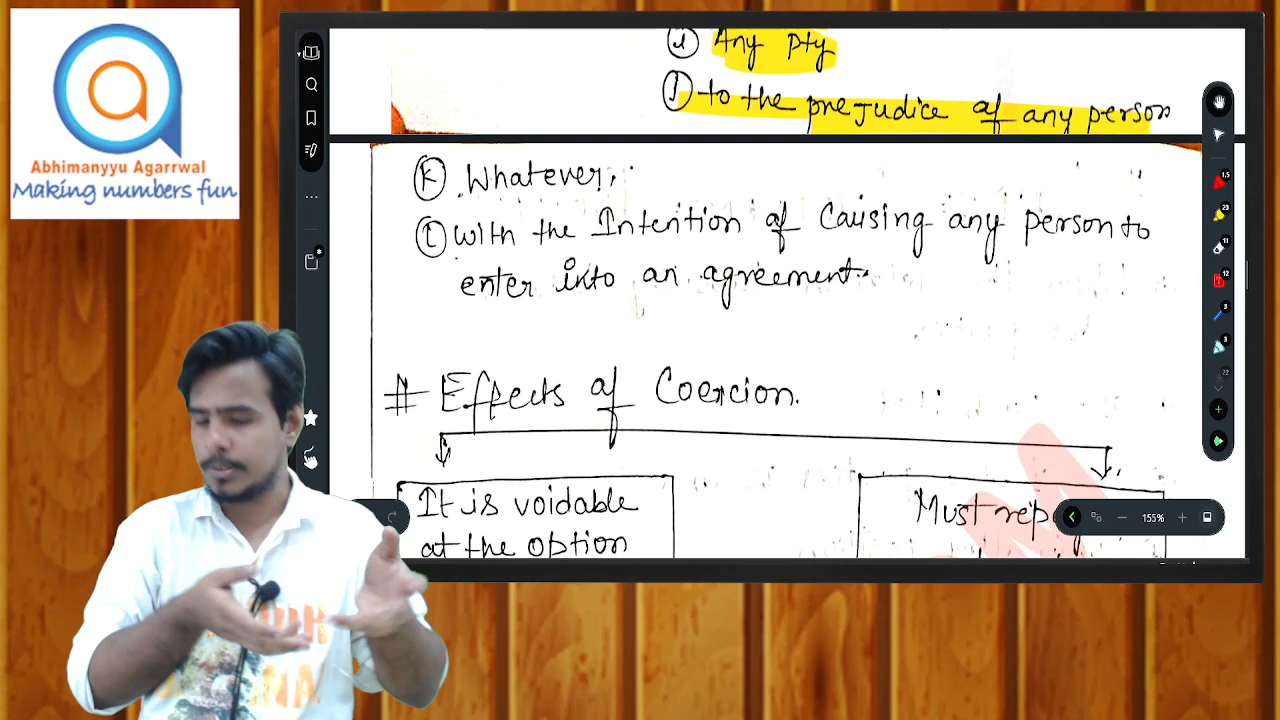 Abhimanyyu Agarrwal
Making numbers fun
(i) Any pty
(j) to the prejudice of any person
(k) Whatever,
(l) With the Intention of Causing any person to
enter into an agreement.
# Effects of Coercion.
It is voidable
at the option
Must
155%